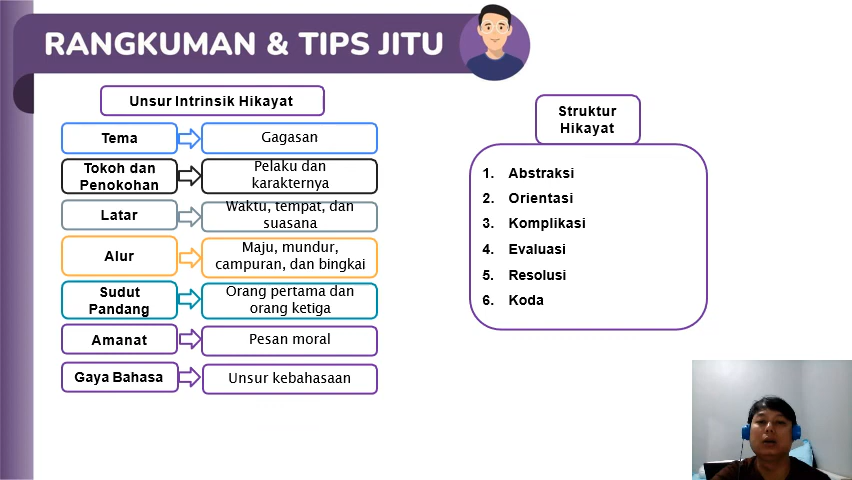 RANGKUMAN & TIPS JITU
Unsur Intrinsik Hikayat
Tema
Gagasan
Tokoh dan
Penokohan
Pelaku dan
karakternya
Latar
Waktu, tempat, dan
suasana
Alur
Maju, mundur,
campuran, dan bingkai
Sudut
Pandang
Orang pertama dan
orang ketiga
Amanat
Pesan moral
Gaya Bahasa
Unsur kebahasaan
Struktur
Hikayat
1. Abstraksi
2. Orientasi
3. Komplikasi
4. Evaluasi
5. Resolusi
6. Koda